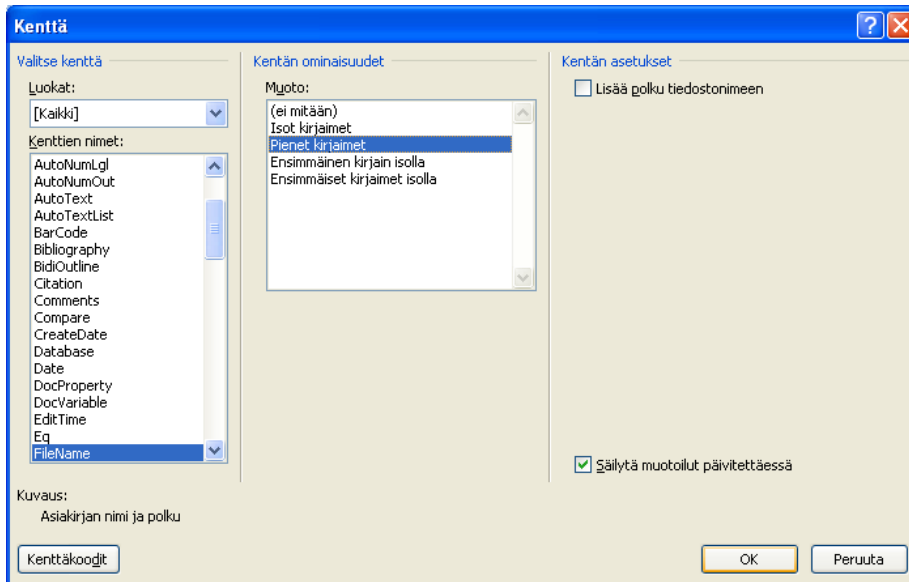 Kenttä
Valitse kenttä
Luokat:
[Kaikki]
Kenttien nimet:
AutoNumLgl
AutoNumOut
AutoText
AutoTextList
BarCode
Bibliography
BidiOutline
Citation
Comments
Compare
CreateDate
Database
Date
DocProperty
DocVariable
EditTime
Eq
FileName
Kentän ominaisuudet
Muoto:
(ei mitään)
Isot kirjaimet
Pienet kirjaimet
Ensimmäinen kirjain isolla
Ensimmäiset kirjaimet isolla
Kentän asetukset
Lisää polku tiedostonimeen
Säilytä muotoilut päivitettäessä
Kuvaus:
Asiakirjan nimi ja polku
Kenttäkoodit
OK
Peruuta